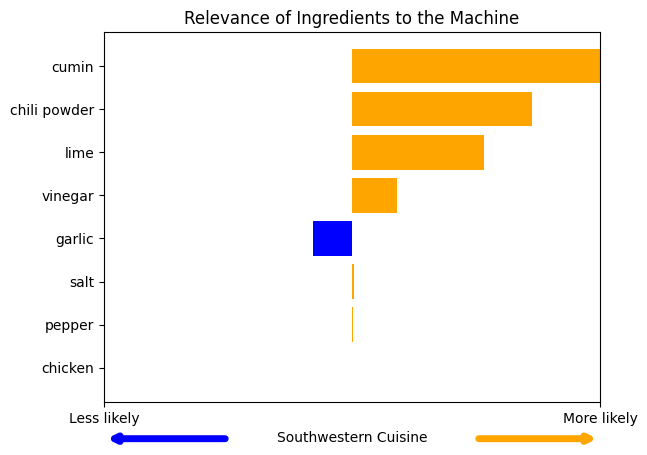 Relevance of Ingredients to the Machine
cumin
chili powder
lime
vinegar
garlic
salt
pepper
chicken
Less likely
More likely
Southwestern Cuisine